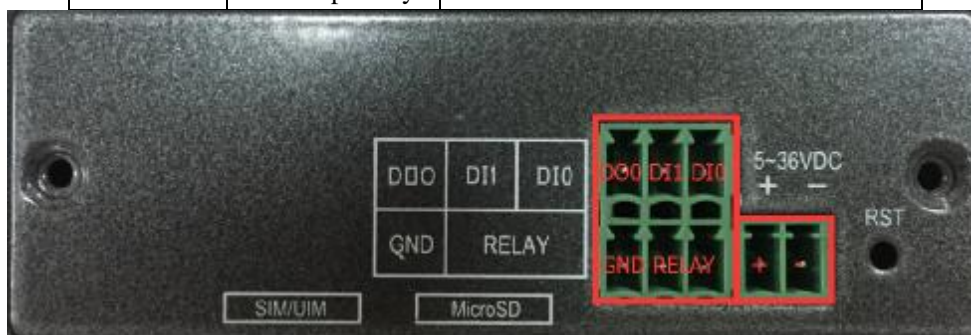 DO0 DI1 DI0
GND RELAY
DO0 DI1 DI0
GND RELAY + -
5~36VDC
+ −
RST
SIM/UIM
MicroSD